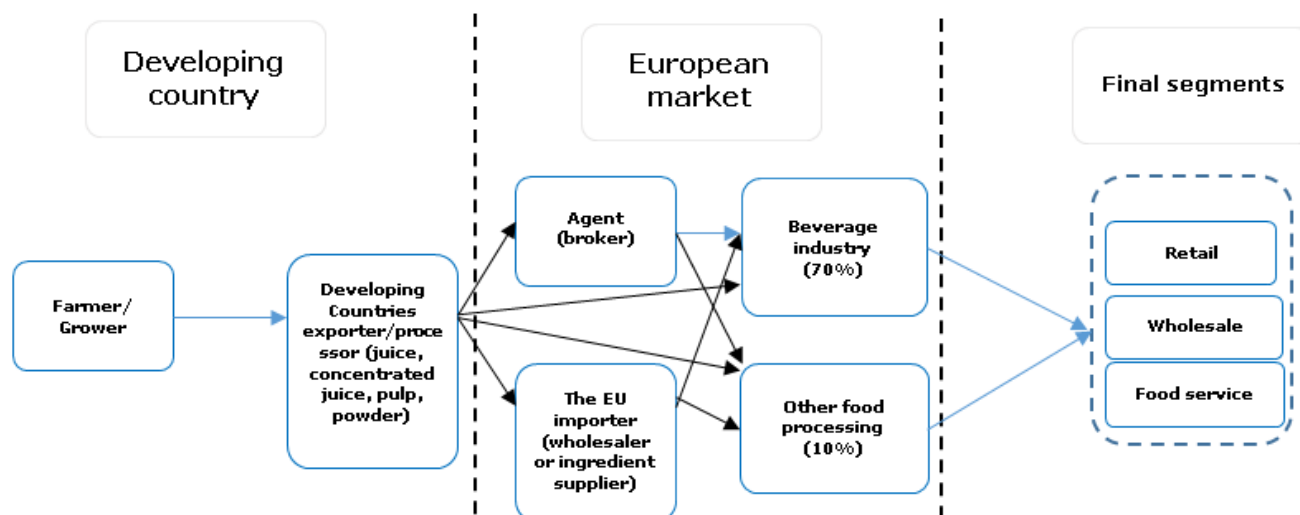 Developing
country
European
market
Final segments
Farmer/
Grower
Developing
Countries
exporter/proce
ssor (juice,
concentrated
juice, pulp,
powder)
Agent
(broker)
The EU
importer
(wholesaler
or ingredient
supplier)
Beverage
industry
(70%)
Other food
processing
(10%)
Retail
Wholesale
Food service